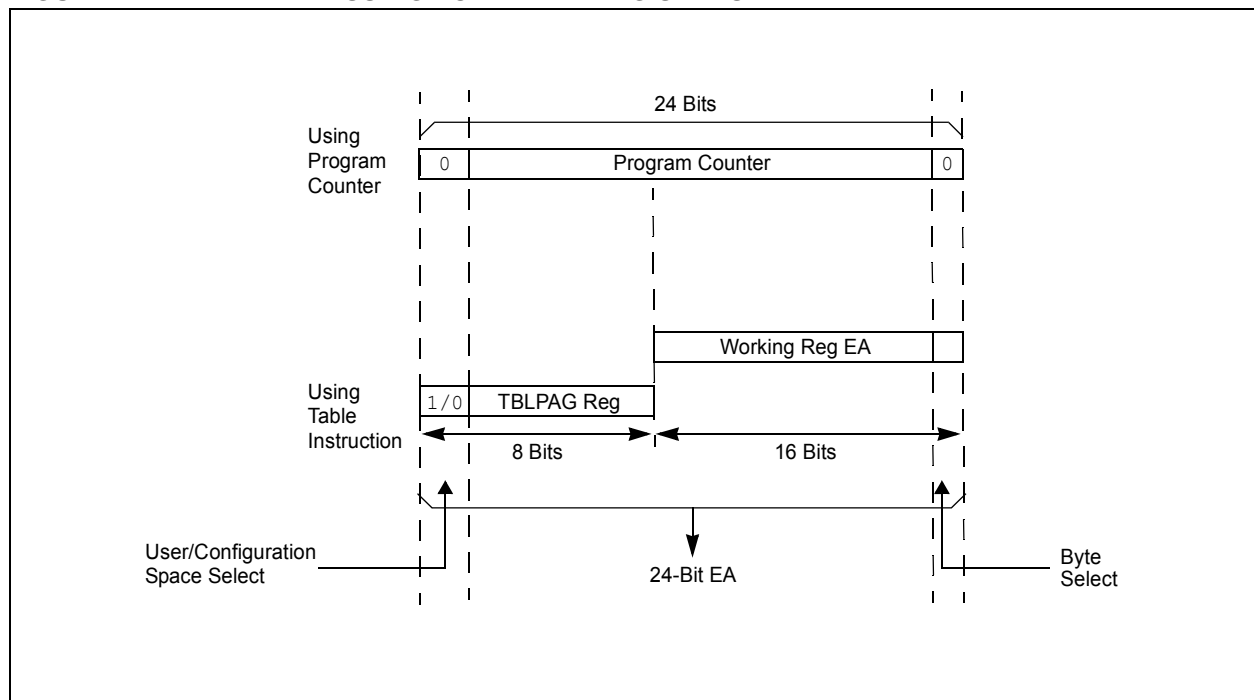 24 Bits
Using
Program
Counter
0
Program Counter
0
Working Reg EA
Using
Table
Instruction
1/0
TBLPAG Reg
8 Bits
16 Bits
User/Configuration
Space Select
24-Bit EA
Byte
Select